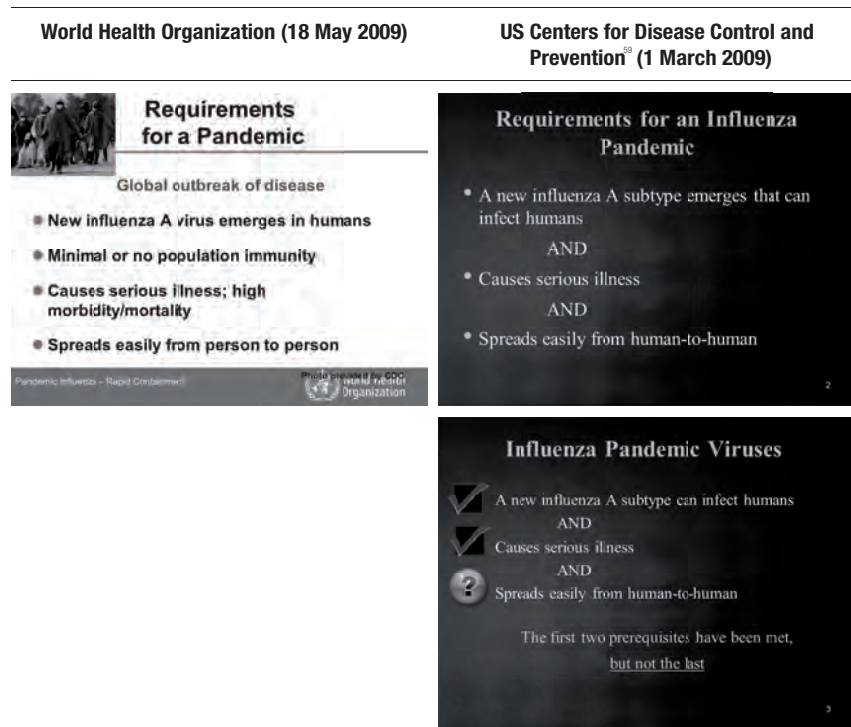 World Health Organization (18 May 2009)
US Centers for Disease Control and
Prevention59 (1 March 2009)
Requirements
for a Pandemic
Global outbreak of disease
New influenza A virus emerges in humans
Minimal or no population immunity
Causes serious illness; high
morbidity/mortality
Spreads easily from person to person
Pandemic Influenza – Rapid Containment
Photo provided by CDC
World Health
Organization
Requirements for an Influenza
Pandemic
• A new influenza A subtype emerges that can
infect humans
AND
• Causes serious illness
AND
• Spreads easily from human-to-human
2
Influenza Pandemic Viruses
A new influenza A subtype can infect humans
AND
Causes serious illness
AND
? Spreads easily from human-to-human
The first two prerequisites have been met,
but not the last
3